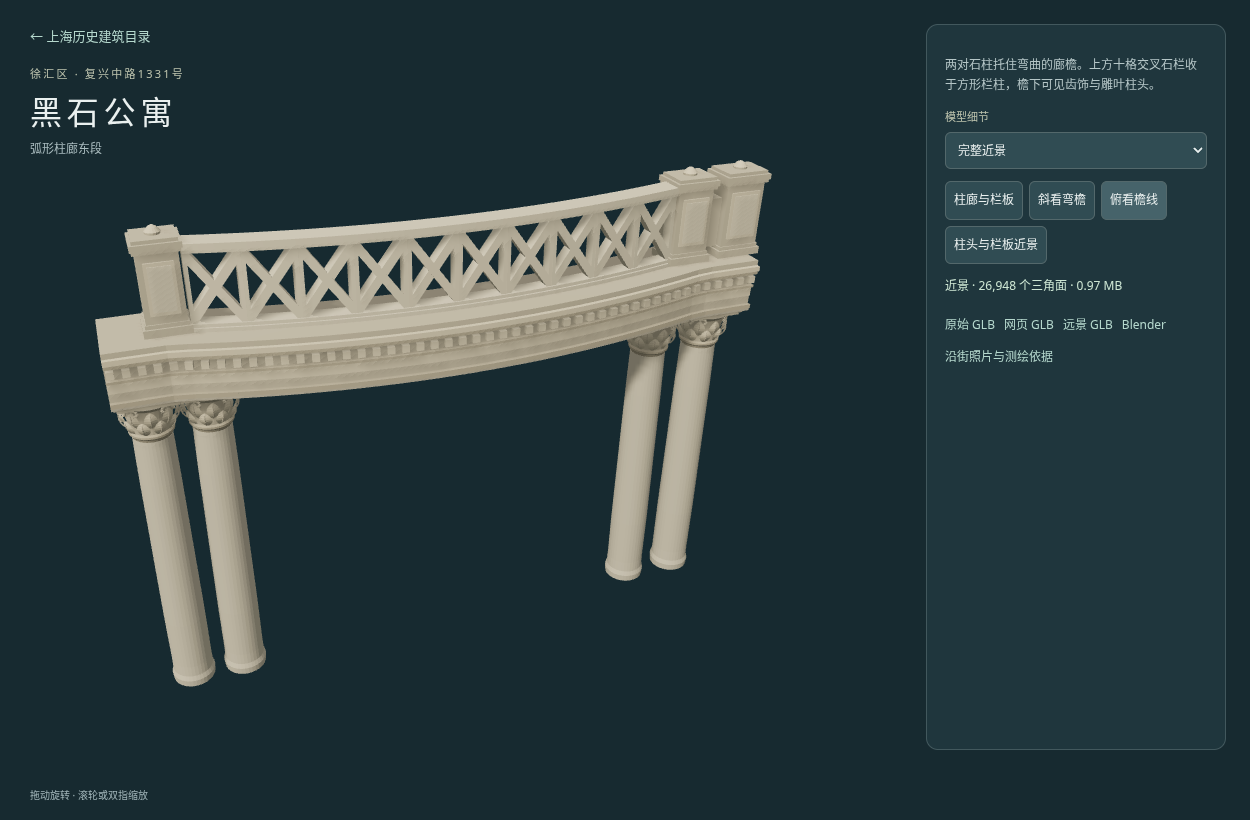 ← 上海历史建筑目录
徐汇区 · 复兴中路1331号
黑石公寓
弧形柱廊东段
两对石柱托住弯曲的廊檐。上方十格交叉石栏收
于方形栏柱，檐下可见齿饰与雕叶柱头。
模型细节
完整近景
柱廊与栏板 斜看弯檐 俯看檐线
柱头与栏板近景
近景 · 26,948 个三角面 · 0.97 MB
原始 GLB 网页 GLB 远景 GLB Blender
沿街照片与测绘依据
拖动旋转 · 滚轮或双指缩放